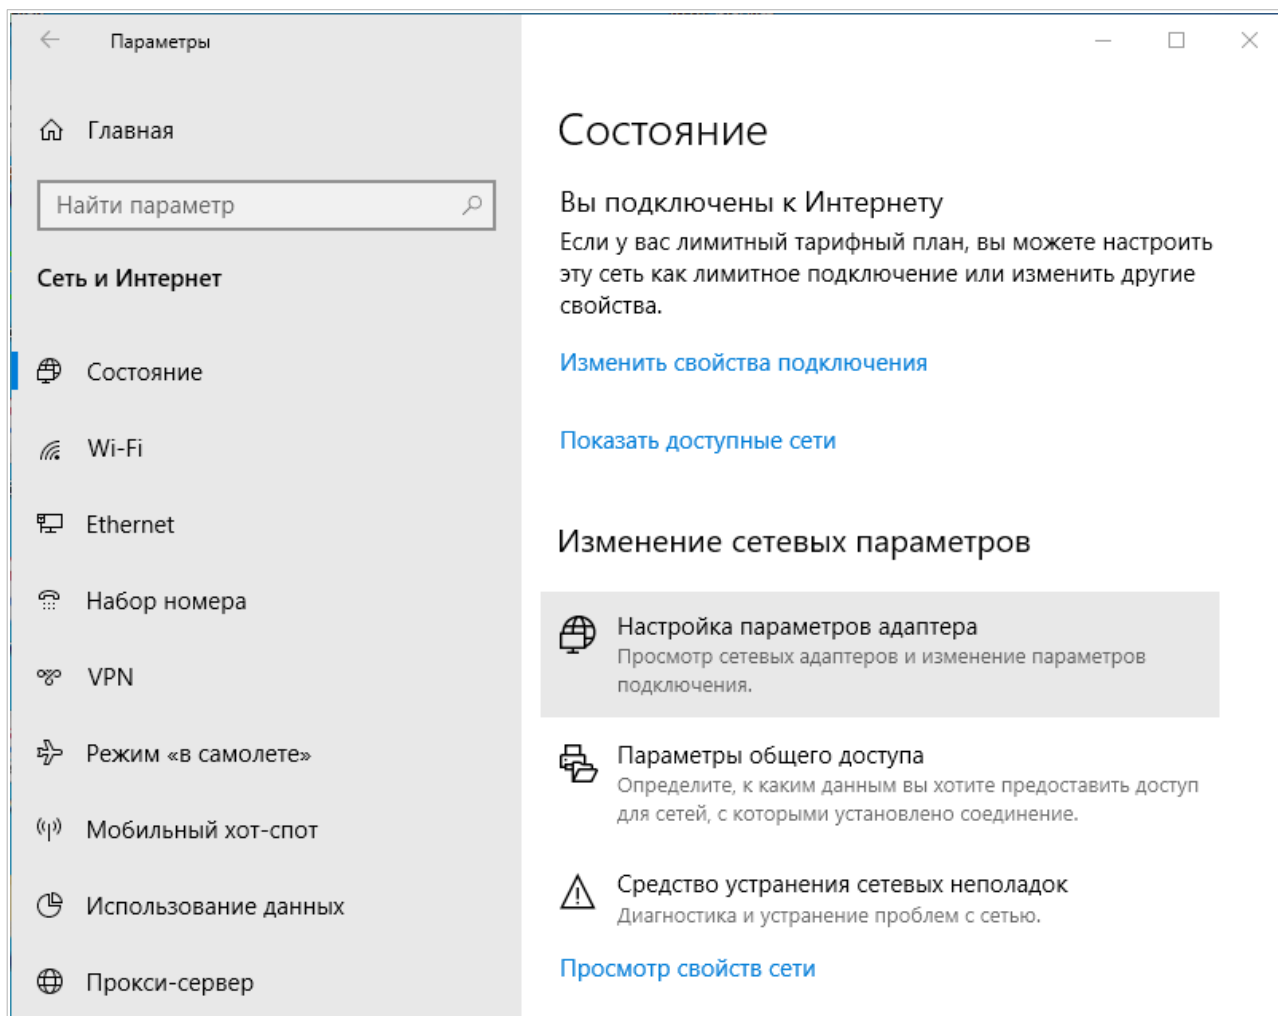 Параметры
Главная
Найти параметр
Сеть и Интернет
Состояние
Wi-Fi
Ethernet
Набор номера
VPN
Режим «в самолете»
Мобильный хот-спот
Использование данных
Прокси-сервер
Состояние
Вы подключены к Интернету
Если у вас лимитный тарифный план, вы можете настроить
эту сеть как лимитное подключение или изменить другие
свойства.
Изменить свойства подключения
Показать доступные сети
Изменение сетевых параметров
Настройка параметров адаптера
Просмотр сетевых адаптеров и изменение параметров
подключения.
Параметры общего доступа
Определите, к каким данным вы хотите предоставить доступ
для сетей, с которыми установлено соединение.
Средство устранения сетевых неполадок
Диагностика и устранение проблем с сетью.
Просмотр свойств сети